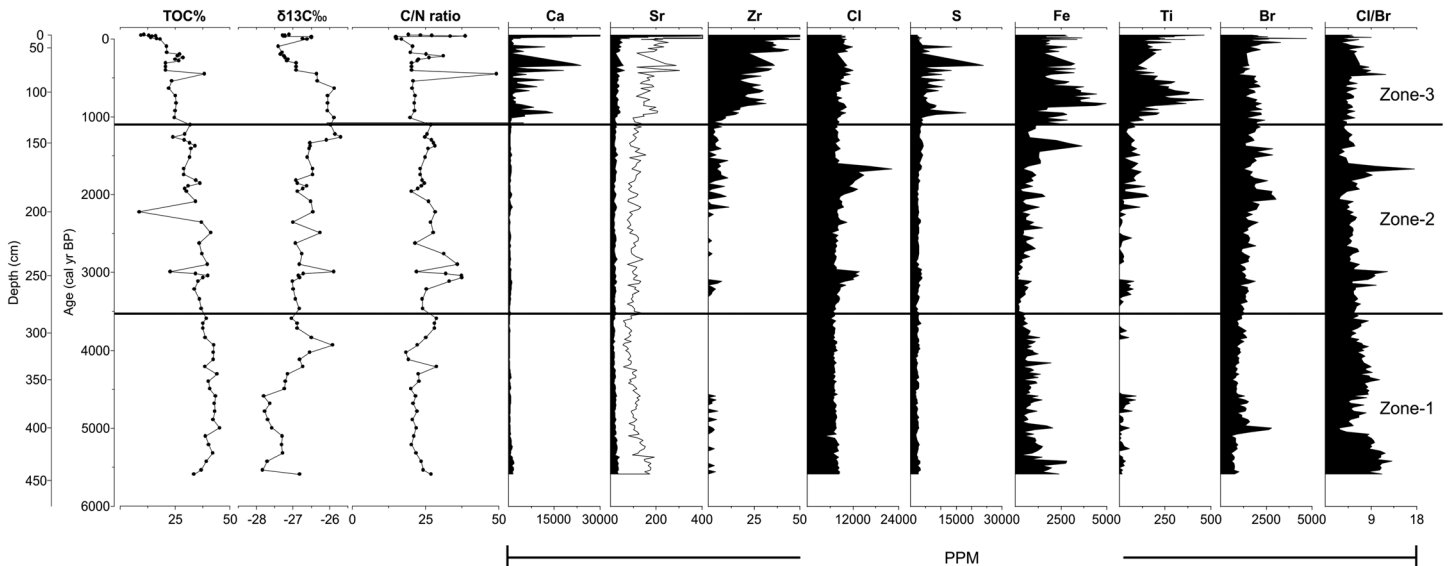 TOC% δ13C‰ C/N ratio Ca Sr Zr Cl S Fe Ti Br Cl/Br
0 0
50
100 Zone-3
1000
150
2000
200 Zone-2
250 3000
300
4000
350
Zone-1
400 5000
450
6000
Depth (cm)
Age (cal yr BP)
25 50 -28 -27 -26 0 25 50 15000 30000 200 400 25 50 12000 24000 15000 30000 2500 5000 250 500 2500 5000 9 18
PPM